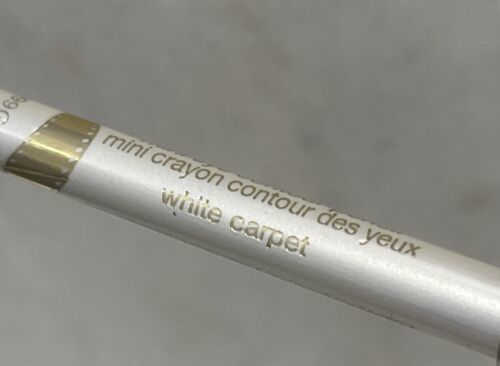 mini crayon contour des yeux
white carpet